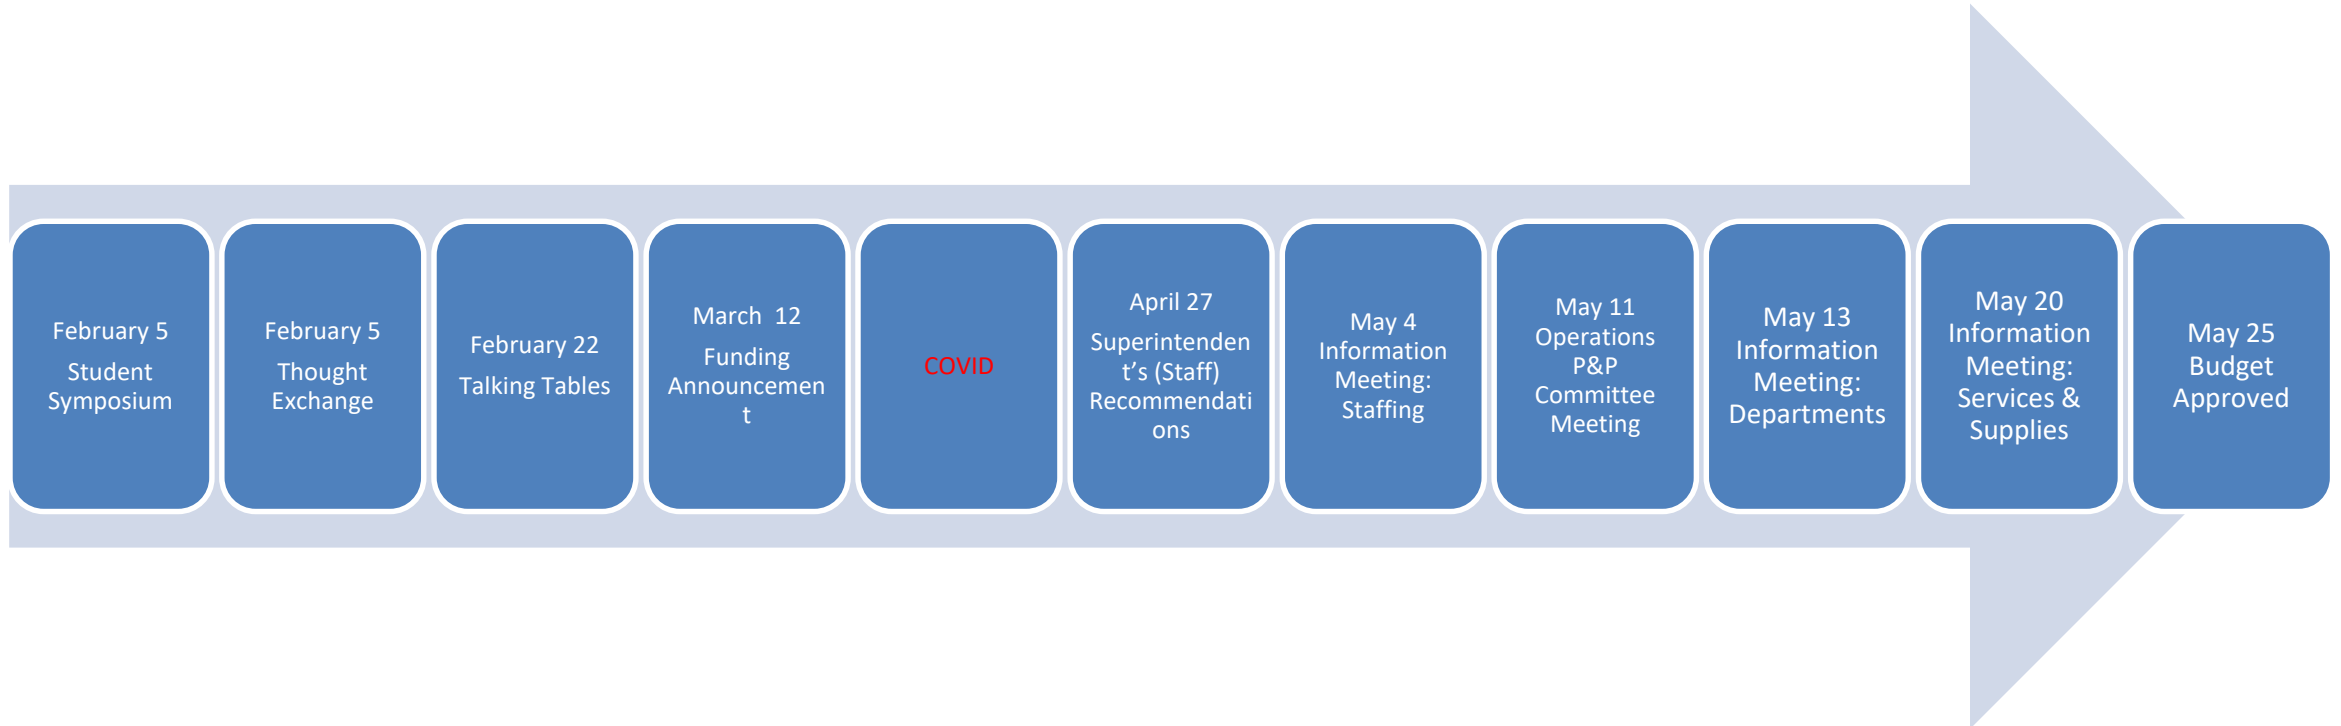 February 5
Student
Symposium
February 5
Thought
Exchange
February 22
Talking Tables
March  12
Funding
Announcemen
t
COVID
April 27
Superintenden
t’s (Staff)
Recommendati
ons
May 4
Information
Meeting:
Staffing
May 11
Operations
P&P
Committee
Meeting
May 13
Information
Meeting:
Departments
May 20
Information
Meeting:
Services &
Supplies
May 25
Budget
Approved